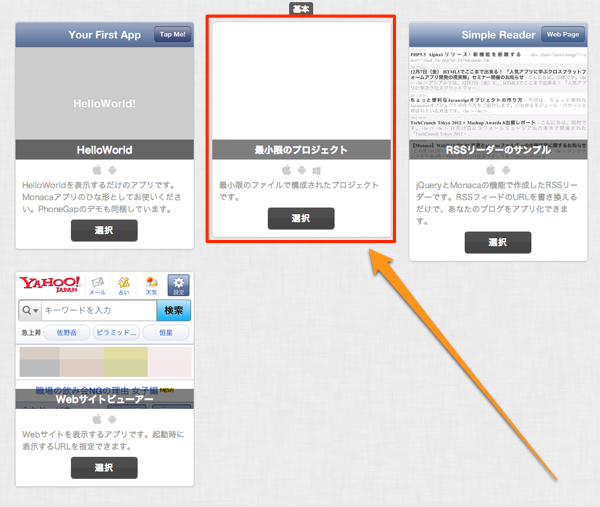 基本
Your First App
Tap Me!
HelloWorld!
HelloWorld
HelloWorldを表示するだけのアプリです。
Monacaアプリのひな形としてお使いくださ
い。PhoneGapのデモも同梱しています。
選択
最小限のプロジェクト
最小限のファイルで構成されたプロジェクト
です。
選択
Simple Reader
Web Page
PHP5.5 Alpha1リリース！新機能を俯瞰する
12月7日（金） HTML5でここまで出来る！「人気アプリに学ぶクロスプラット
フォームアプリ開発の現実解」セミナー開催のお知らせ
ちょっと便利なJavascriptオブジェクトの作り方
TechCrunch Tokyo 2012 × Mashup Awards 8出展レポート
RSSリーダーのサンプル
jQueryとMonacaの機能で作成したRSSリー
ダーです。RSSフィードのURLを書き換える
だけで、あなたのブログをアプリ化できま
す。
選択
YAHOO!
JAPAN
メール
占い
天気
設定
キーワードを入力
検索
急上昇
佐野岳
ピラミッド...
恒星
職場の飲み会NGの理由 女子編
Webサイトビューアー
Webサイトを表示するアプリです。起動時に
表示するURLを指定できます。
選択